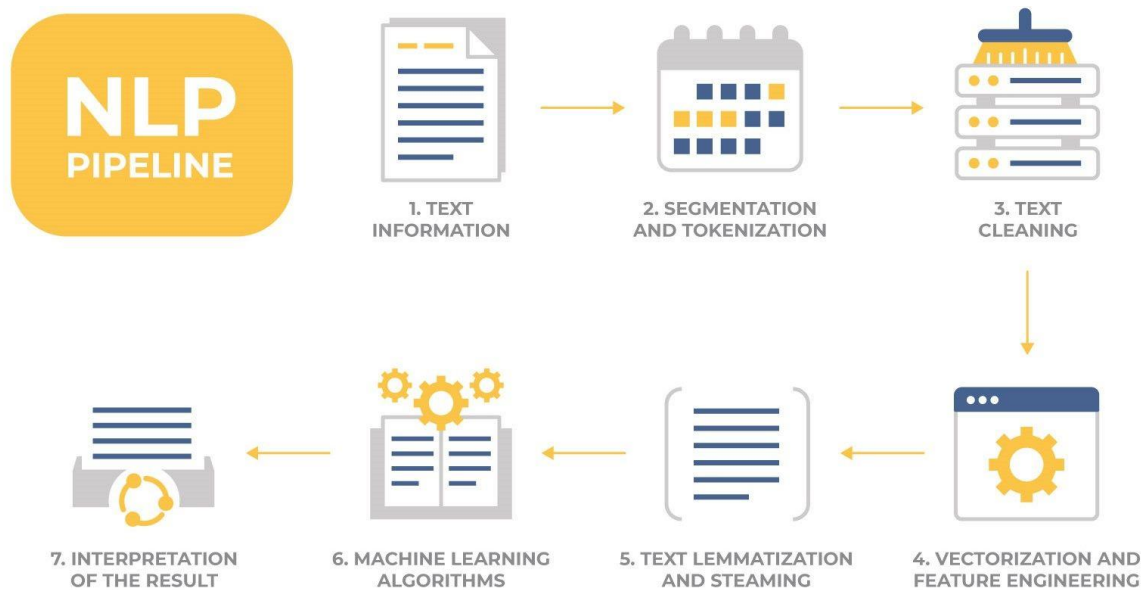 NLP
PIPELINE
1. TEXT
INFORMATION
2. SEGMENTATION
AND TOKENIZATION
3. TEXT
CLEANING
4. VECTORIZATION AND
FEATURE ENGINEERING
5. TEXT LEMMATIZATION
AND STEAMING
6. MACHINE LEARNING
ALGORITHMS
7. INTERPRETATION
OF THE RESULT